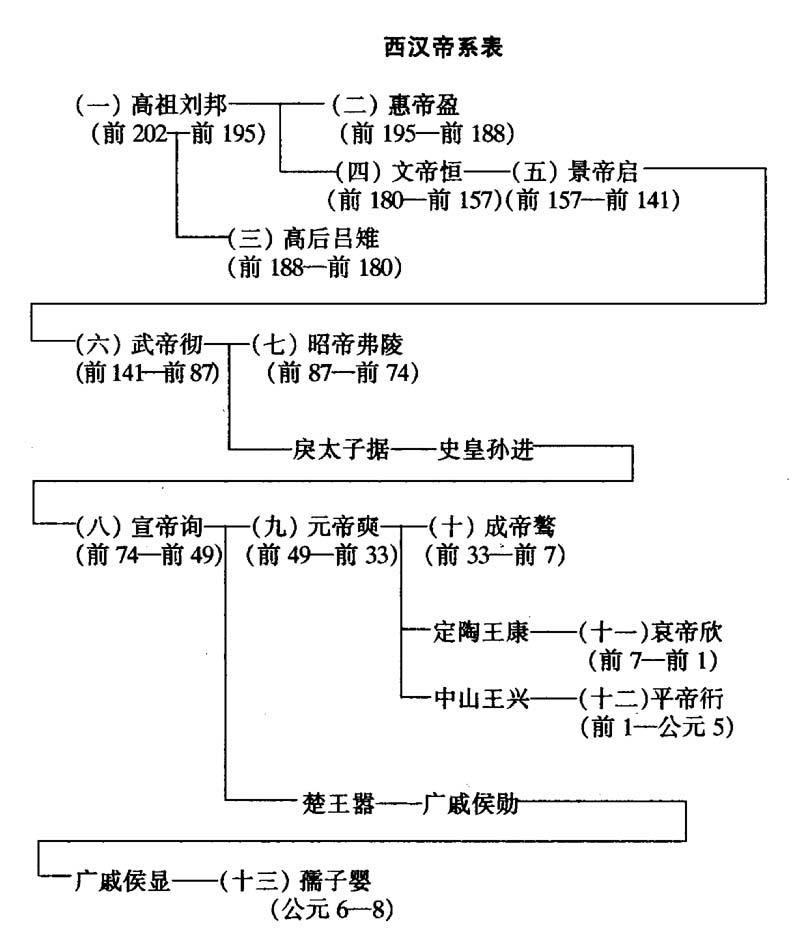 西汉帝系表
(一)高祖刘邦——(二)惠帝盈
(前 202—前 195) (前 195—前 188)
(四)文帝恒——(五)景帝启
(前 180—前 157)(前 157—前 141)
(三)高后吕雉
(前 188—前 180)
(六)武帝彻——(七)昭帝弗陵
(前 141—前 87) (前 87—前 74)
戾太子据——史皇孙进
(八)宣帝询——(九)元帝奭——(十)成帝骜
(前 74—前 49) (前 49—前 33) (前 33—前 7)
定陶王康——(十一)哀帝欣
(前 7—前 1)
中山王兴——(十二)平帝衎
(前 1—公元 5)
楚王嚣——广戚侯勋
广戚侯显——(十三)孺子婴
(公元 6—8)